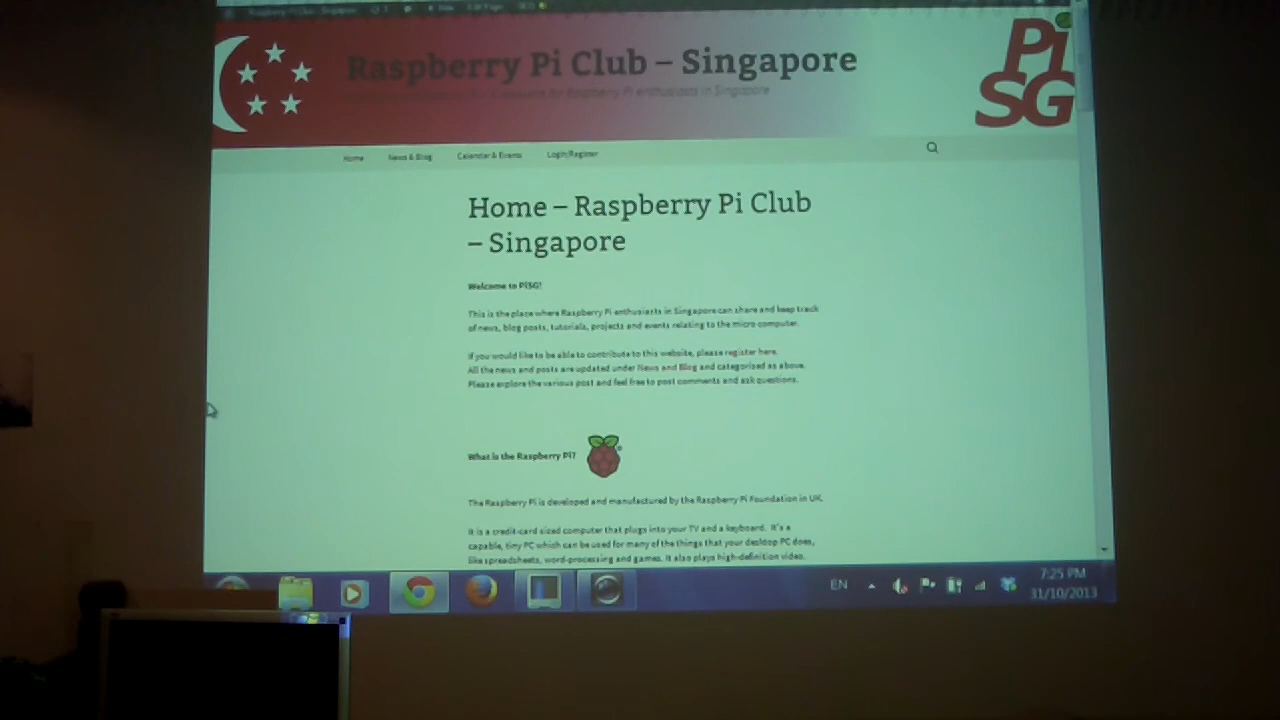 Raspberry Pi Club – Singapore
for Raspberry Pi enthusiasts in Singapore
Pi
SG
Home
News & Blog
Calendar & Events
Login/Register
Home – Raspberry Pi Club
– Singapore
Welcome to PiSG!
This is the place where Raspberry Pi enthusiasts in Singapore can share and keep track
of news, blog posts, tutorials, projects and events relating to the micro computer.
If you would like to be able to contribute to this website, please register here.
All the news and posts are updated under News and Blog and categorised as above.
Please explore the various post and feel free to post comments and ask questions.
What is the Raspberry Pi?
The Raspberry Pi is developed and manufactured by the Raspberry Pi Foundation in UK.
It is a credit-card sized computer that plugs into your TV and a keyboard. It's a
capable, tiny PC which can be used for many of the things that your desktop PC does,
like spreadsheets, word-processing and games. It also plays high-definition video.
EN
7:25 PM
31/10/2013